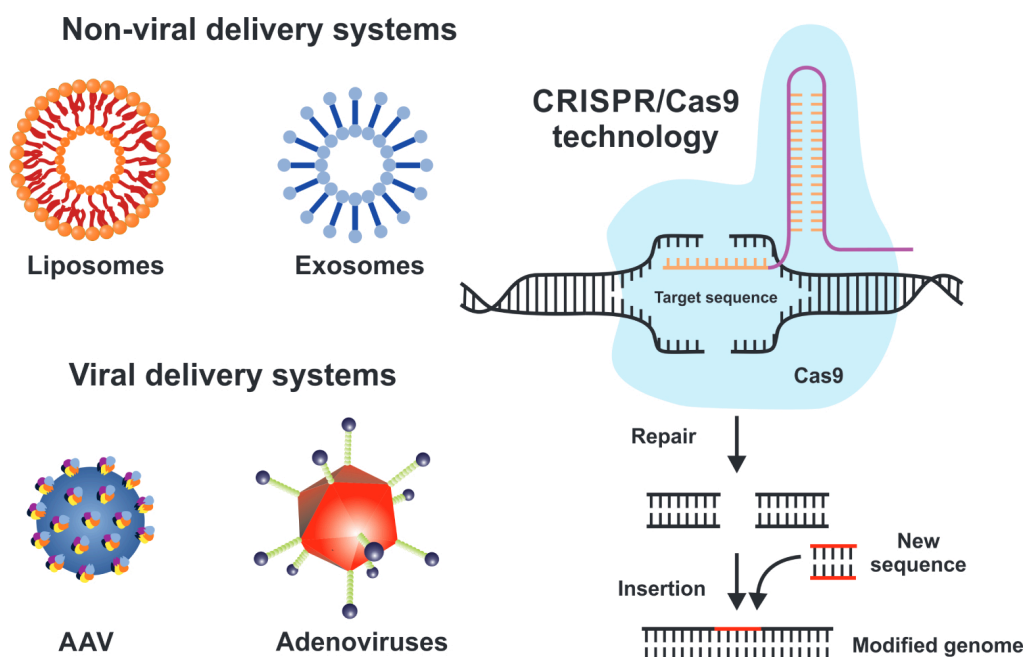 Non-viral delivery systems
Liposomes
Exosomes
Viral delivery systems
AAV
Adenoviruses
CRISPR/Cas9
technology
Target sequence
Cas9
Repair
New
sequence
Insertion
Modified genome